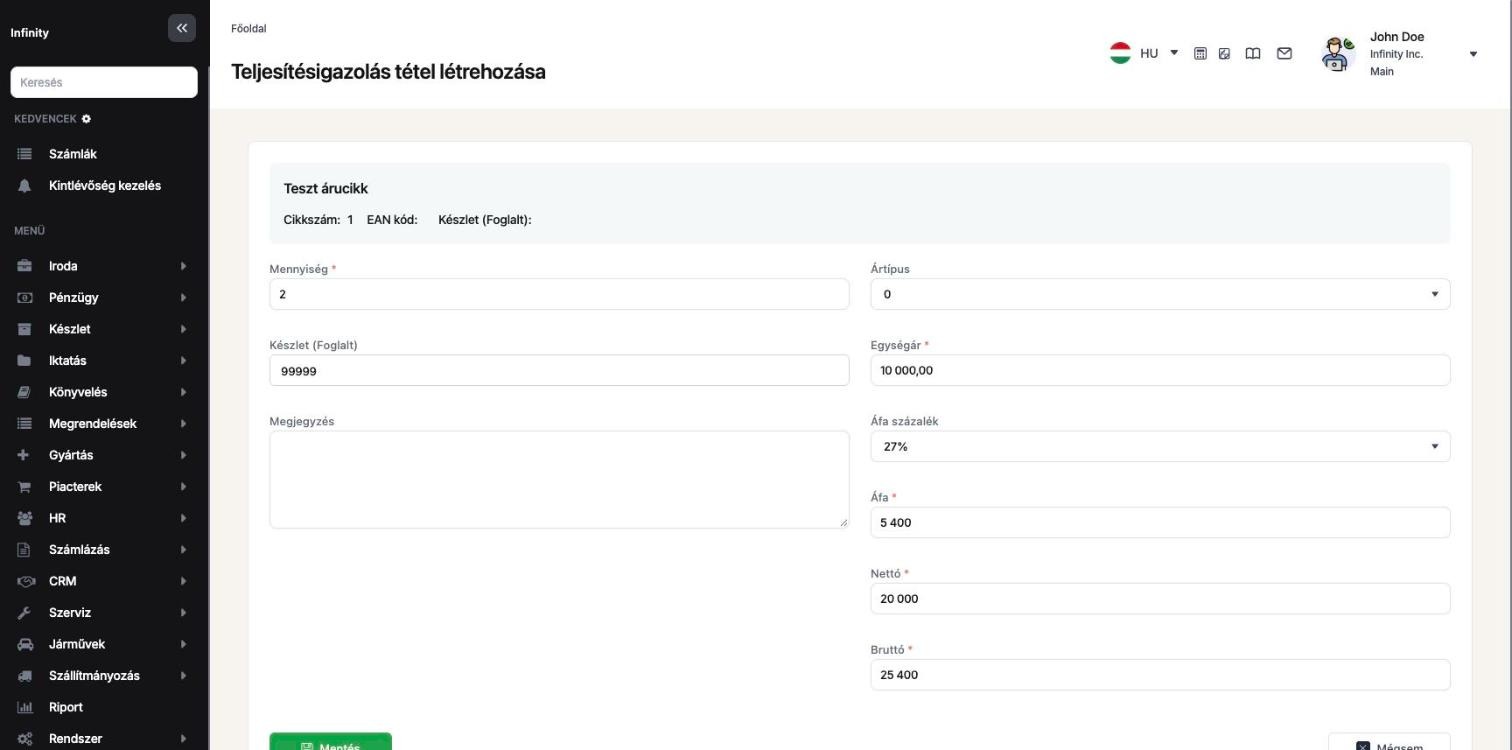 Infinity
Keresés
KEDVENCEK
Számlák
Kintlévőség kezelés
MENÜ
Iroda
Pénzügy
Készlet
Iktatás
Könyvelés
Megrendelések
Gyártás
Piacterek
HR
Számlázás
CRM
Szerviz
Járművek
Szállítmányozás
Riport
Rendszer
Főoldal
Teljesítésigazolás tétel létrehozása
HU
John Doe
Infinity Inc.
Main
Teszt árucikk
Cikkszám: 1 EAN kód: Készlet (Foglalt):
Mennyiség *
2
Készlet (Foglalt)
99999
Megjegyzés
Ártípus
0
Egységár *
10 000,00
Áfa százalék
27%
Áfa *
5 400
Nettó *
20 000
Bruttó *
25 400
Mentés
Mégsem